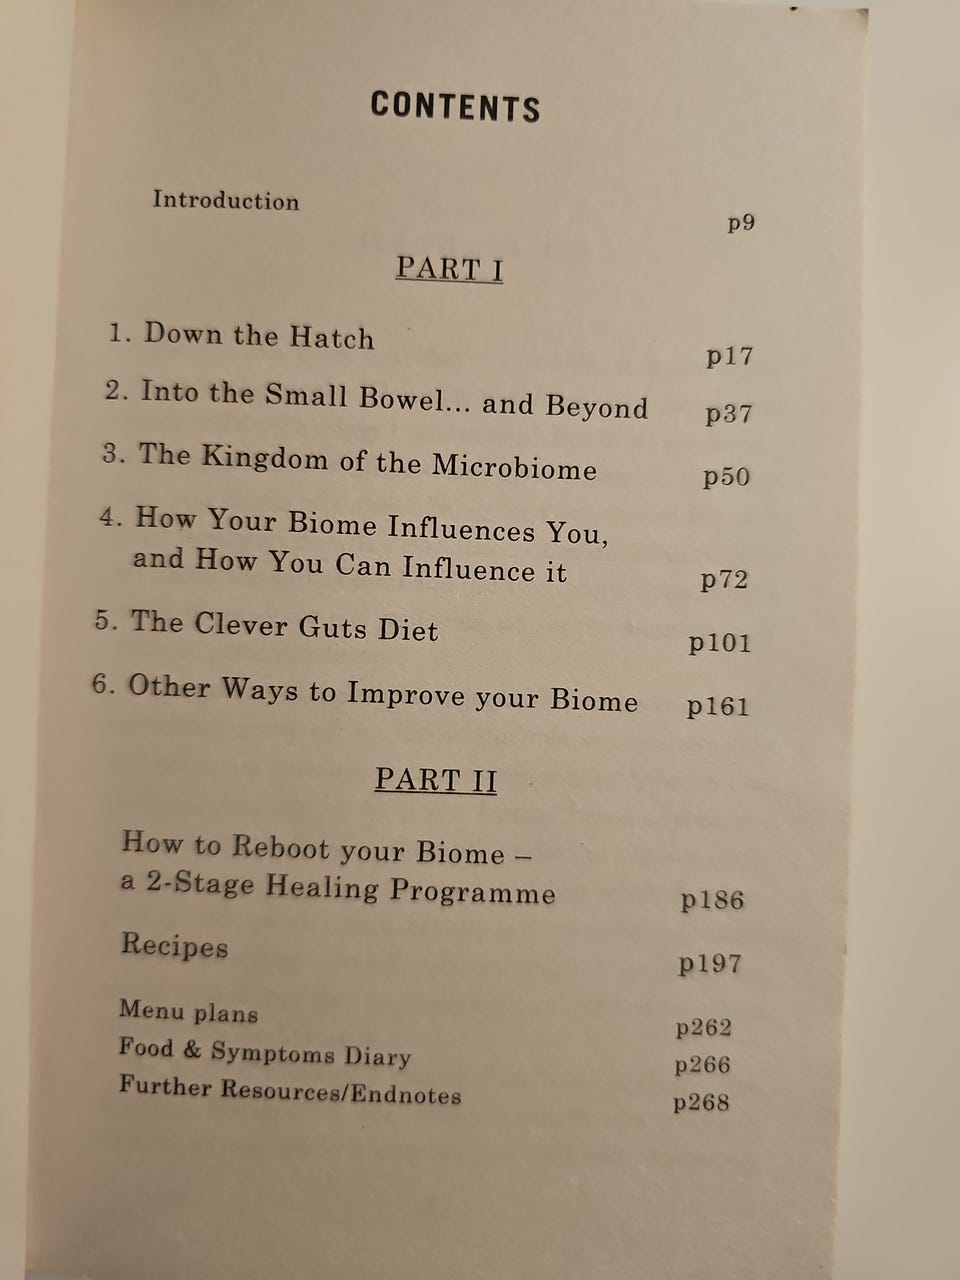 CONTENTS
Introduction p9
PART I
1. Down the Hatch p17
2. Into the Small Bowel... and Beyond p37
3. The Kingdom of the Microbiome p50
4. How Your Biome Influences You,
and How You Can Influence it p72
5. The Clever Guts Diet p101
6. Other Ways to Improve your Biome p161
PART II
How to Reboot your Biome –
a 2-Stage Healing Programme p186
Recipes p197
Menu plans p262
Food & Symptoms Diary p266
Further Resources/Endnotes p268